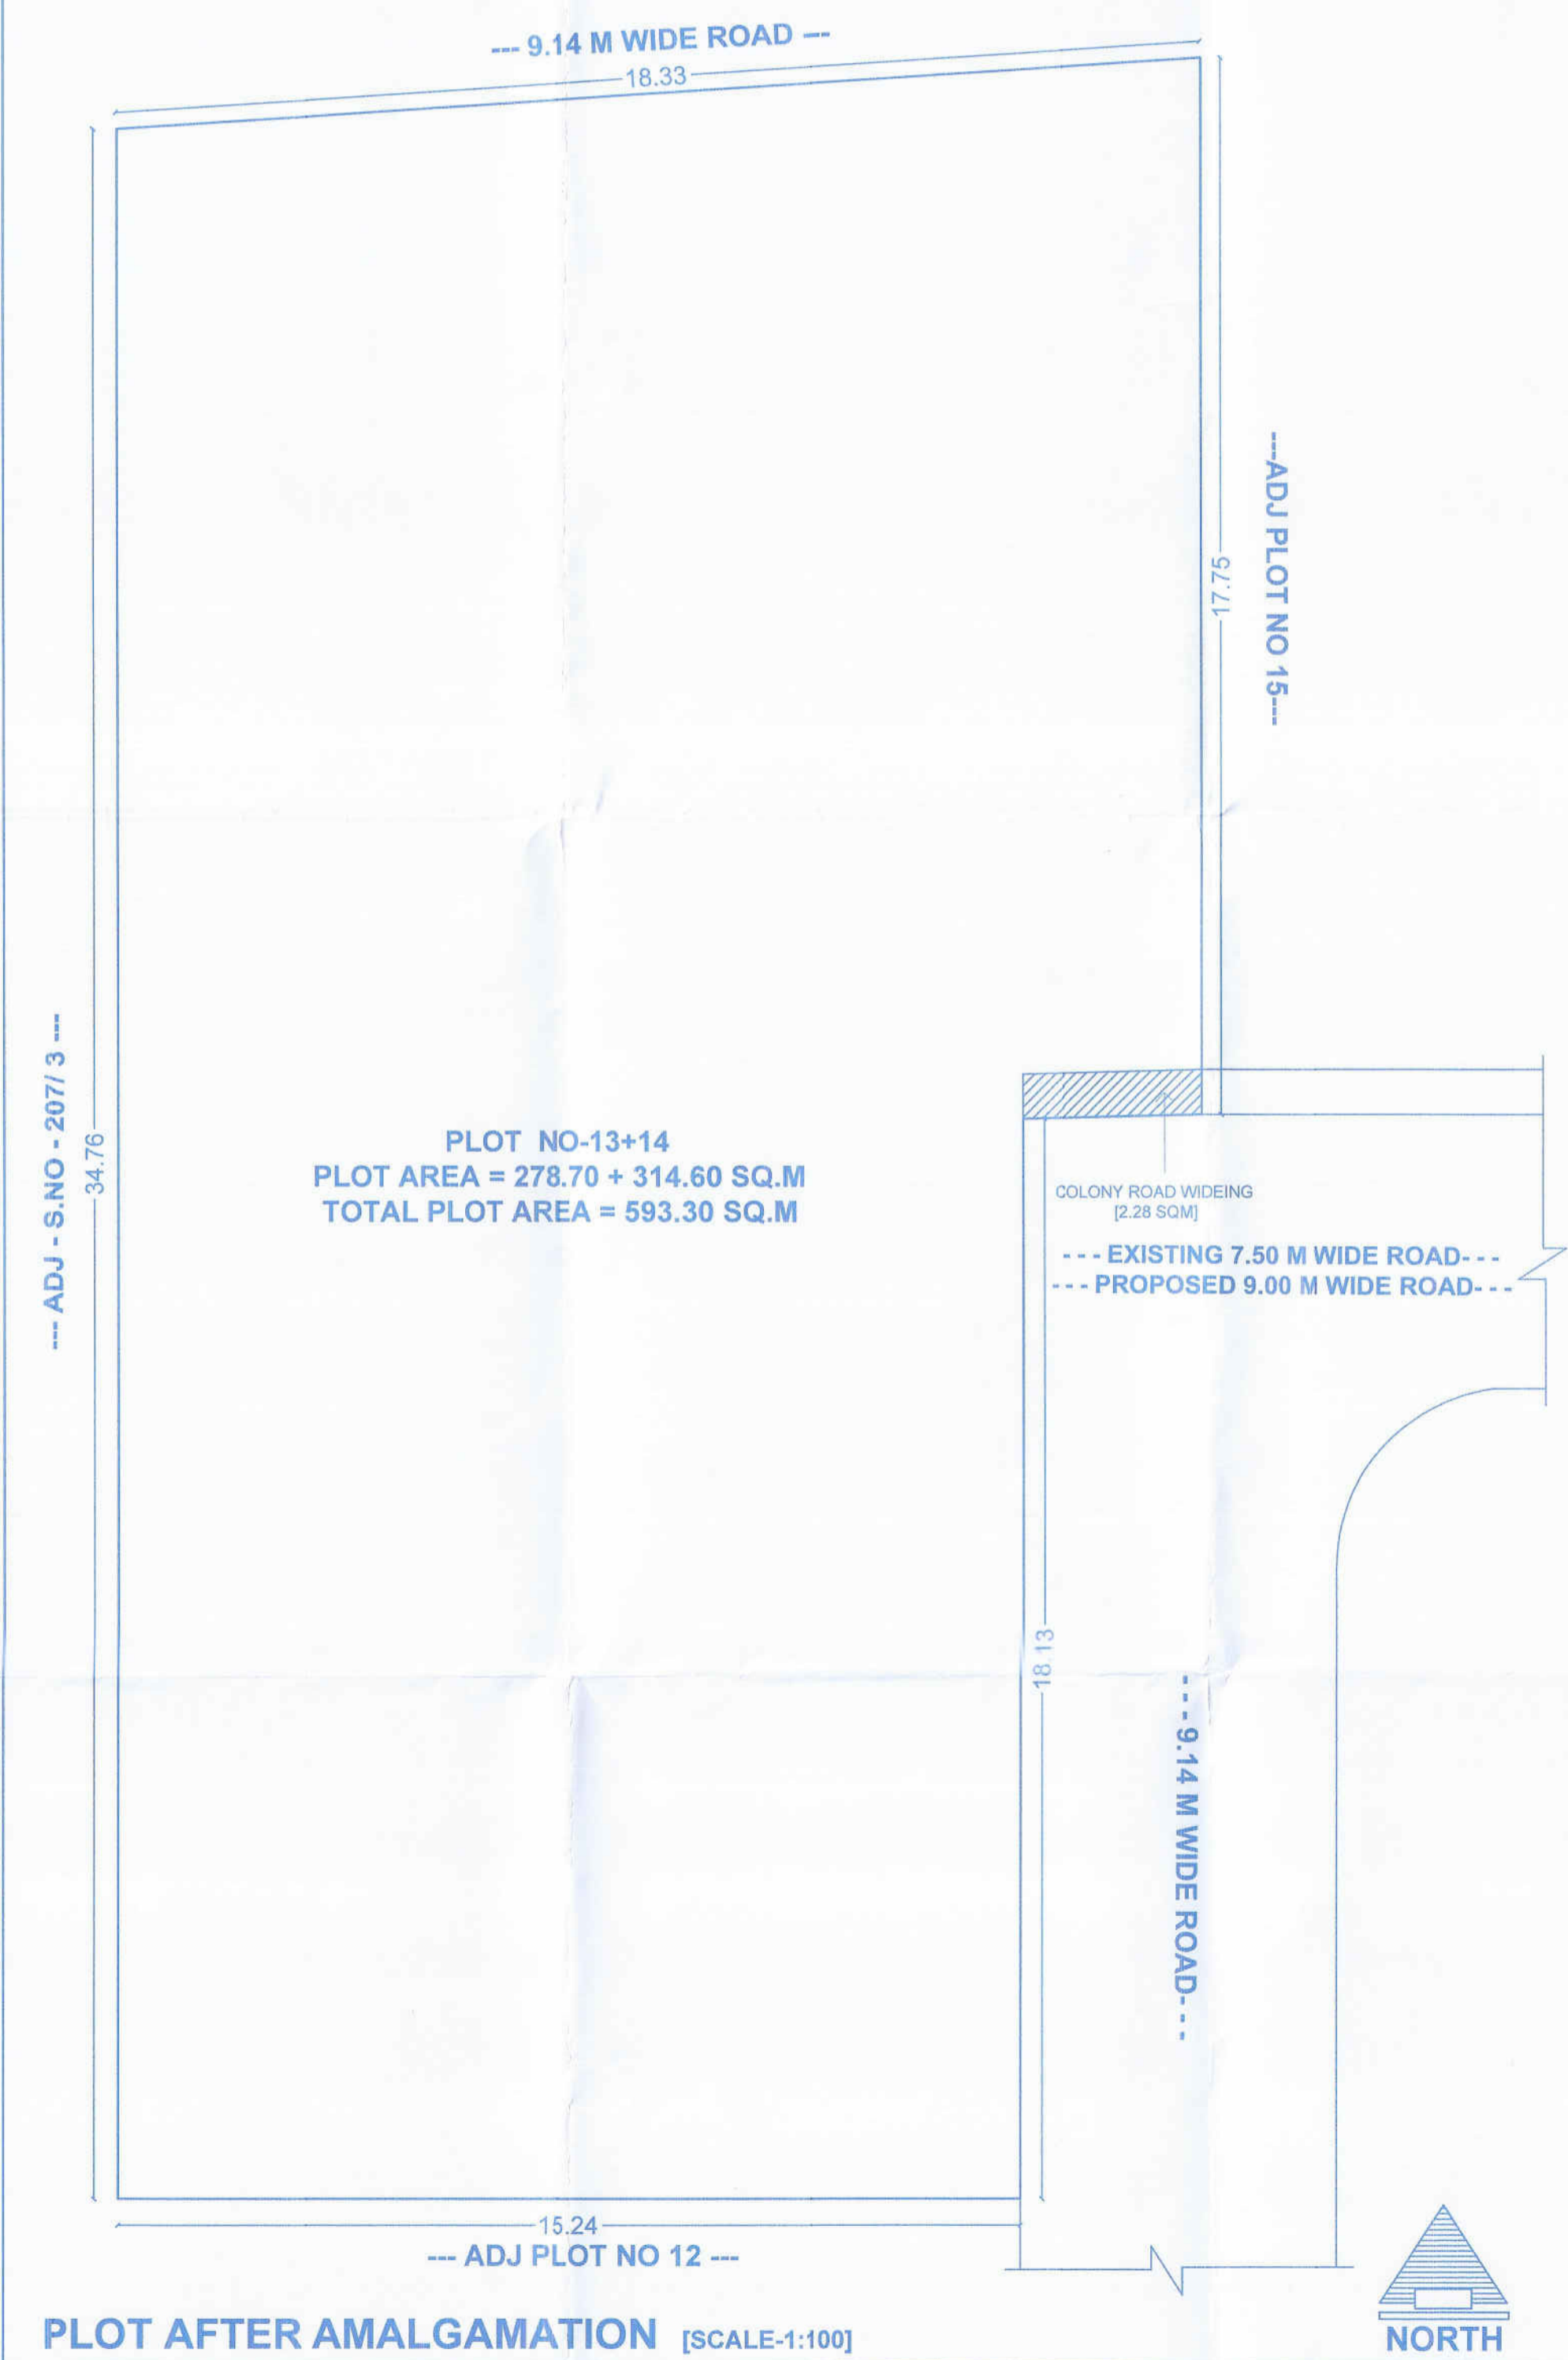 --- 9.14 M WIDE ROAD ---
18.33
---ADJ PLOT NO 15---
17.75
--- ADJ - S.NO - 207/ 3 ---
34.76
PLOT NO-13+14
PLOT AREA = 278.70 + 314.60 SQ.M
TOTAL PLOT AREA = 593.30 SQ.M
COLONY ROAD WIDEING
[2.28 SQM]
- - - EXISTING 7.50 M WIDE ROAD- - -
- - - PROPOSED 9.00 M WIDE ROAD- - -
18.13
- - - 9.14 M WIDE ROAD- - -
15.24
--- ADJ PLOT NO 12 ---
PLOT AFTER AMALGAMATION [SCALE-1:100]
NORTH